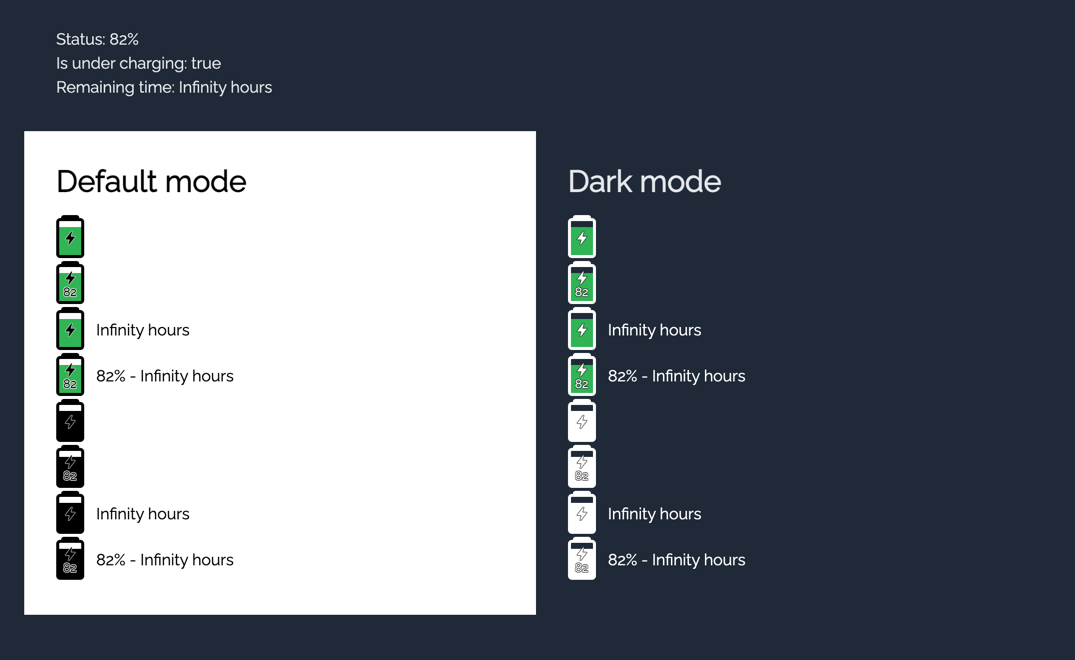 Status: 82%
Is under charging: true
Remaining time: Infinity hours
Default mode
82
Infinity hours
82
82% - Infinity hours
82
Infinity hours
82
82% - Infinity hours
Dark mode
82
Infinity hours
82
82% - Infinity hours
82
Infinity hours
82
82% - Infinity hours